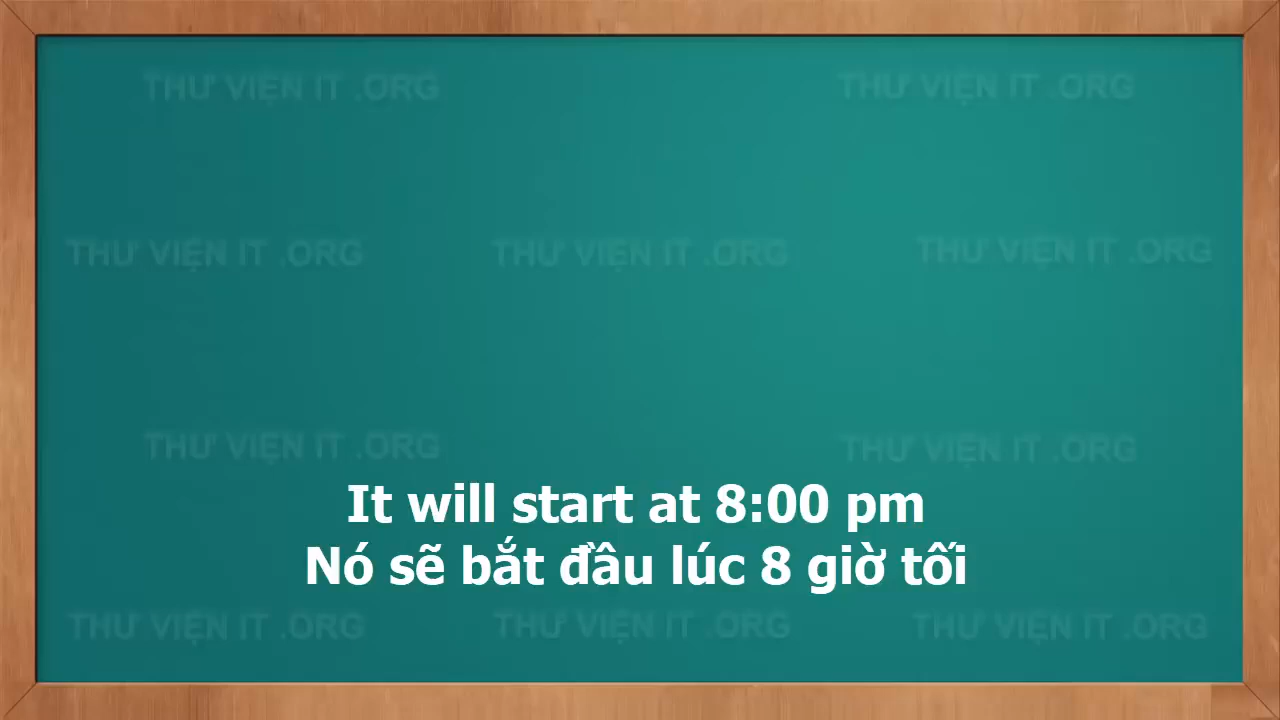 THƯ VIỆN IT .ORG THƯ VIỆN IT .ORG
THƯ VIỆN IT .ORG THƯ VIỆN IT .ORG THƯ VIỆN IT .ORG
THƯ VIỆN IT .ORG THƯ VIỆN IT .ORG
It will start at 8:00 pm
Nó sẽ bắt đầu lúc 8 giờ tối
THƯ VIỆN IT .ORG THƯ VIỆN IT .ORG THƯ VIỆN IT .ORG